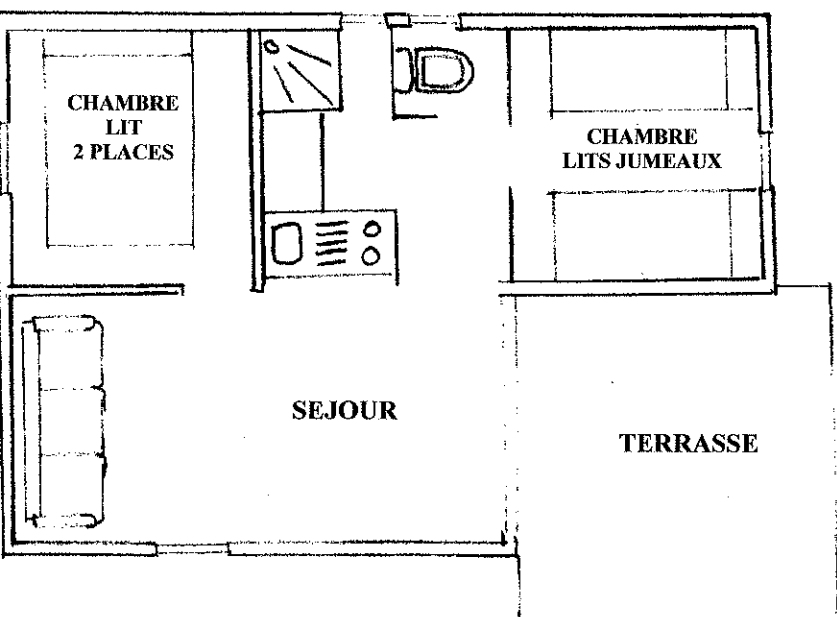 CHAMBRE
LIT
2 PLACES
CHAMBRE
LITS JUMEAUX
SEJOUR
TERRASSE